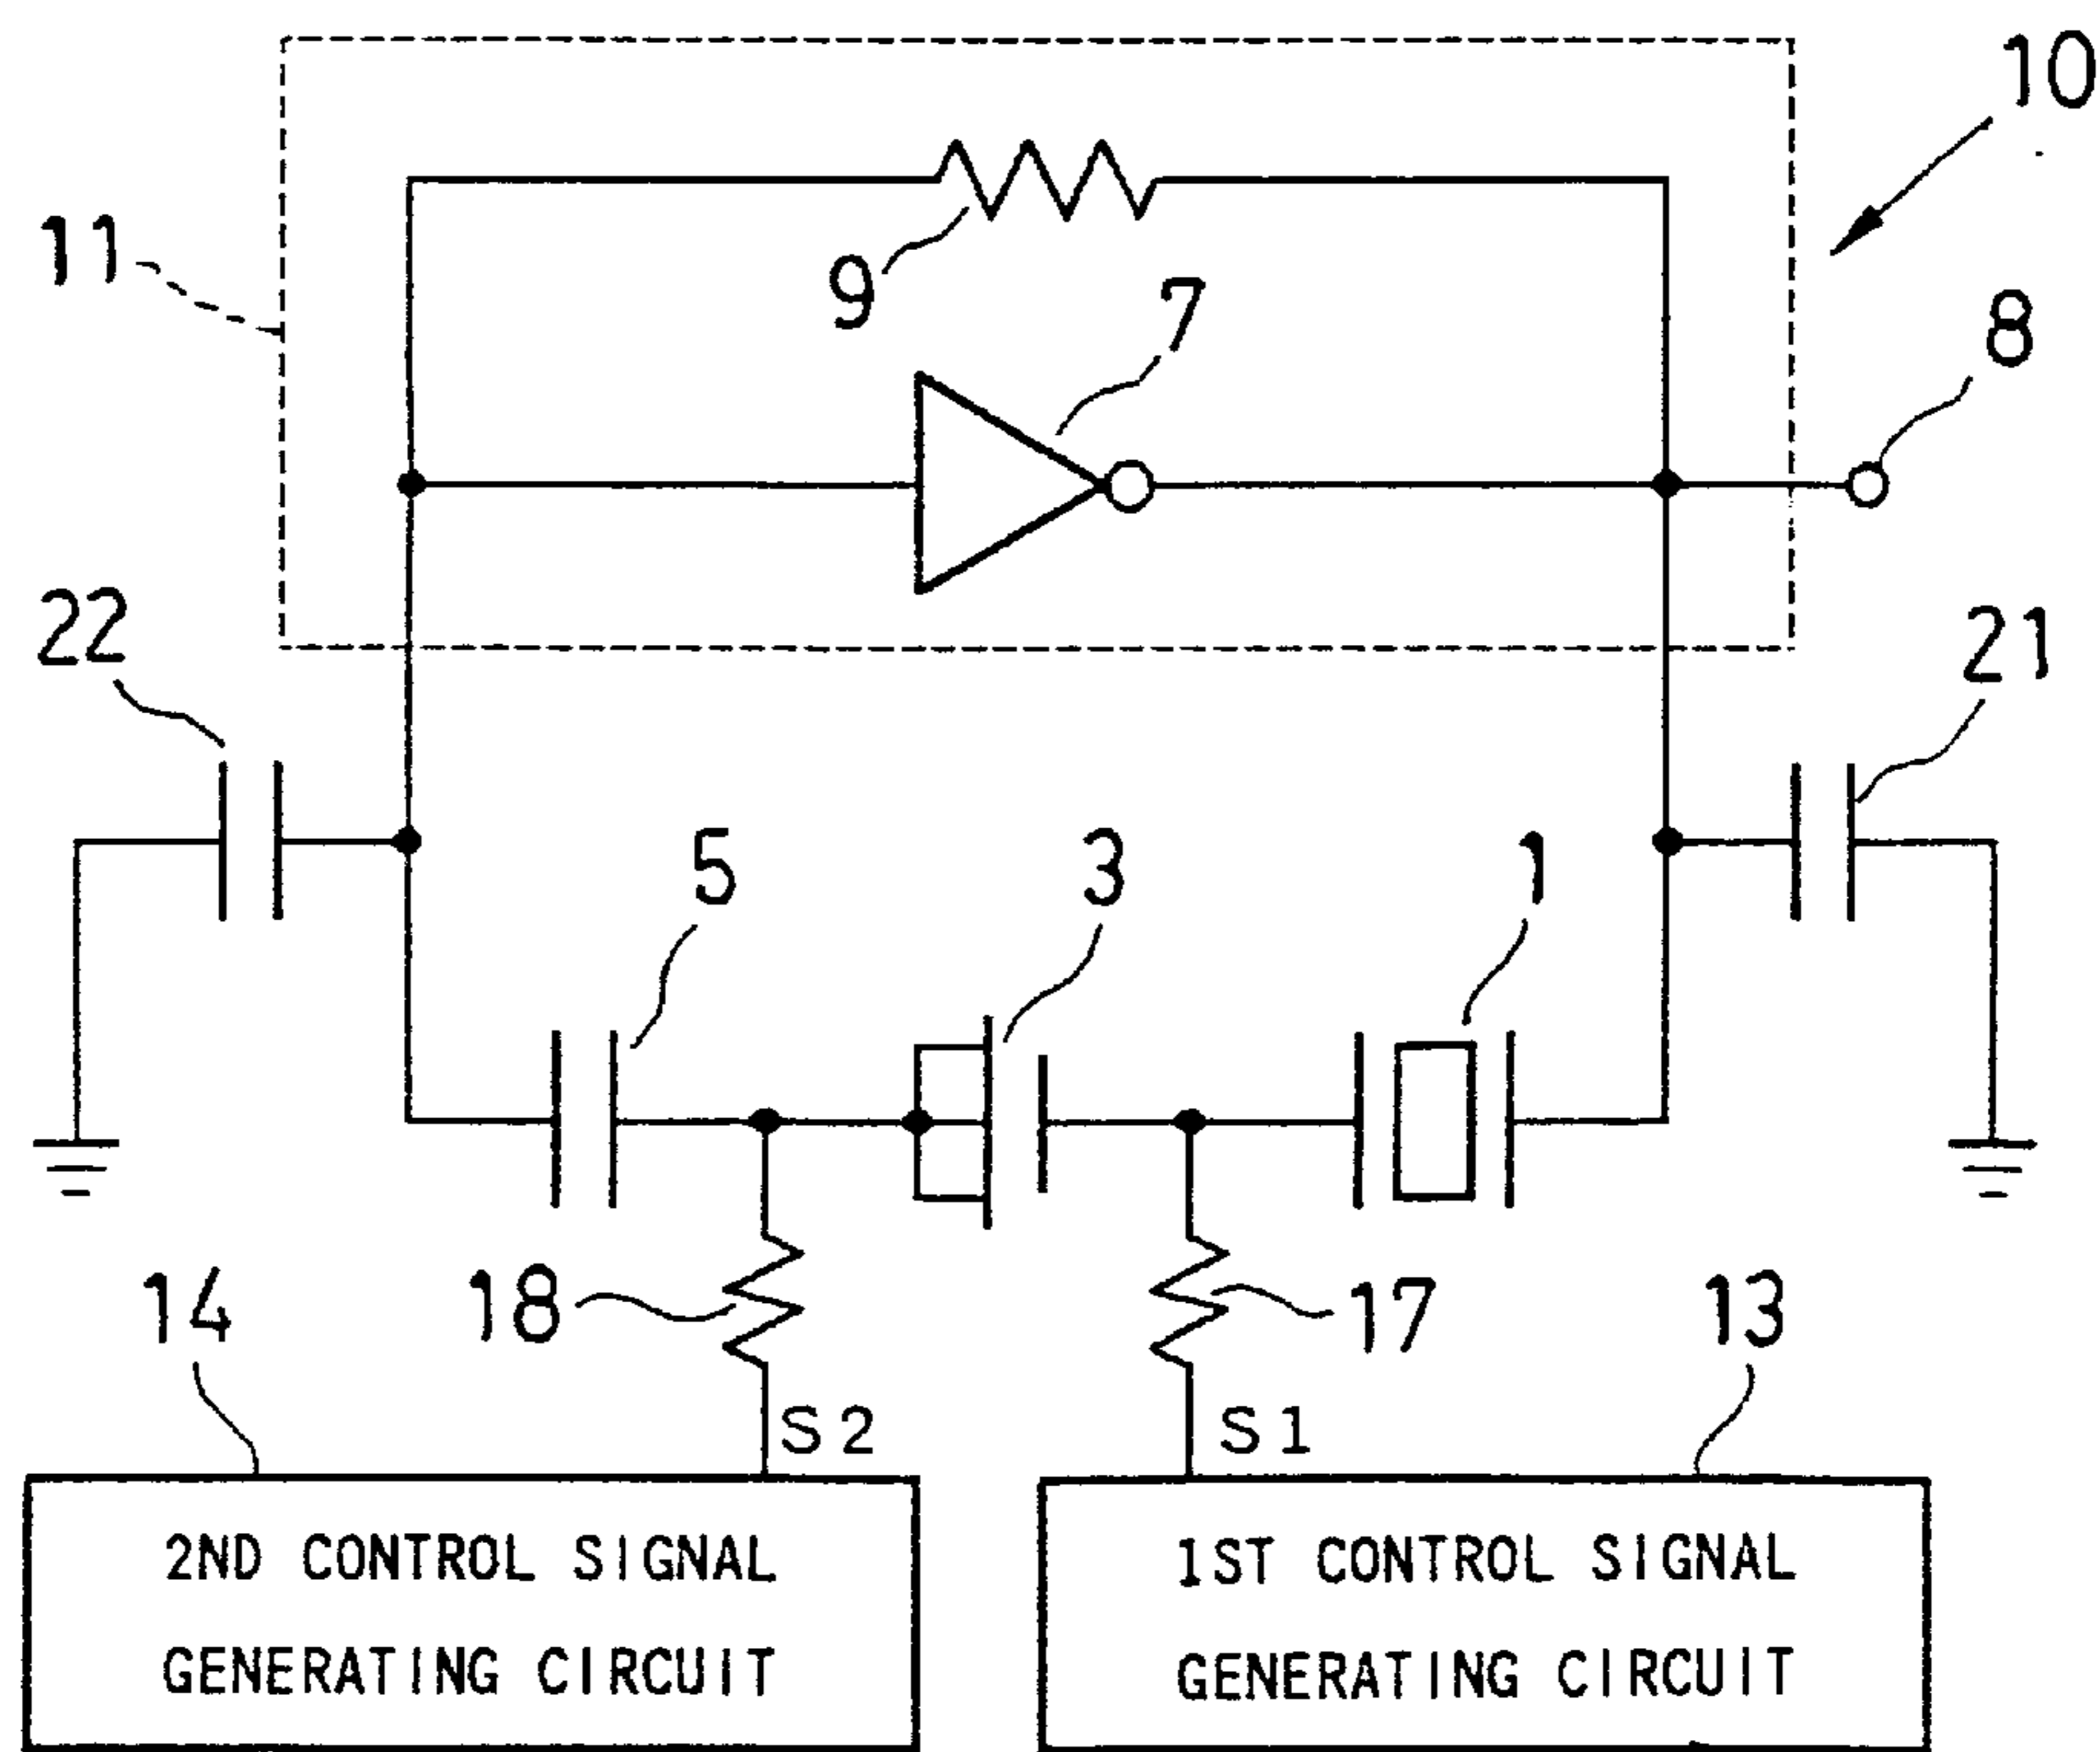 10
11
9
7
8
22
21
5
3
1
14
18
17
13
S2
S1
2ND CONTROL SIGNAL
GENERATING CIRCUIT
1ST CONTROL SIGNAL
GENERATING CIRCUIT